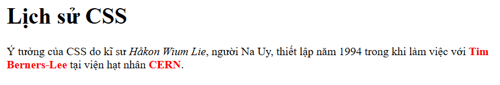 Lịch sử CSS
Ý tưởng của CSS do kĩ sư Håkon Wium Lie, người Na Uy, thiết lập năm 1994 trong khi làm việc với Tim
Berners-Lee tại viện hạt nhân CERN.